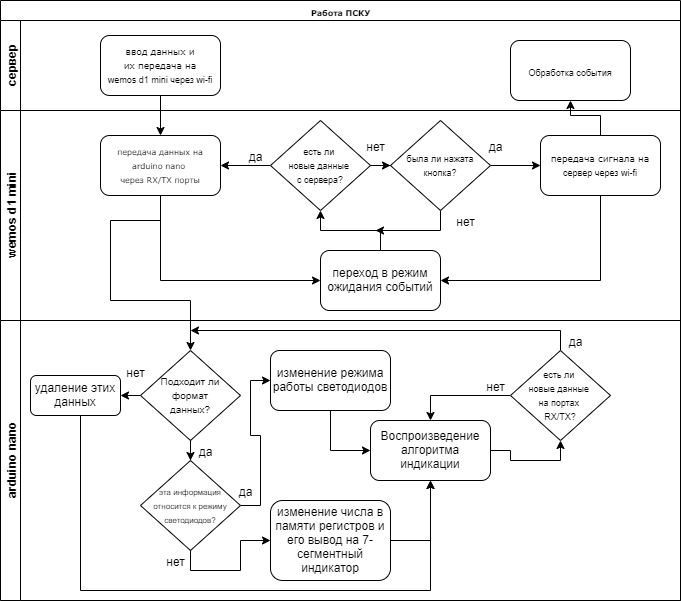 Работа ПСКУ
сервер
ввод данных и
их передача на
wemos d1 mini через wi-fi
Обработка события
wemos d1 mini
передача данных на
arduino nano
через RX/TX порты
да
есть ли
новые данные
с сервера?
нет
была ли нажата
кнопка?
да
передача сигнала на
сервер через wi-fi
нет
переход в режим
ожидания событий
arduino nano
удаление этих
данных
нет
Подходит ли
формат
данных?
да
изменение режима
работы светодиодов
Воспроизведение
алгоритма
индикации
нет
есть ли
новые данные
на портах
RX/TX?
да
эта информация
относится к режиму
светодиодов?
да
нет
изменение числа в
памяти регистров и
его вывод на 7-
сегментный
индикатор